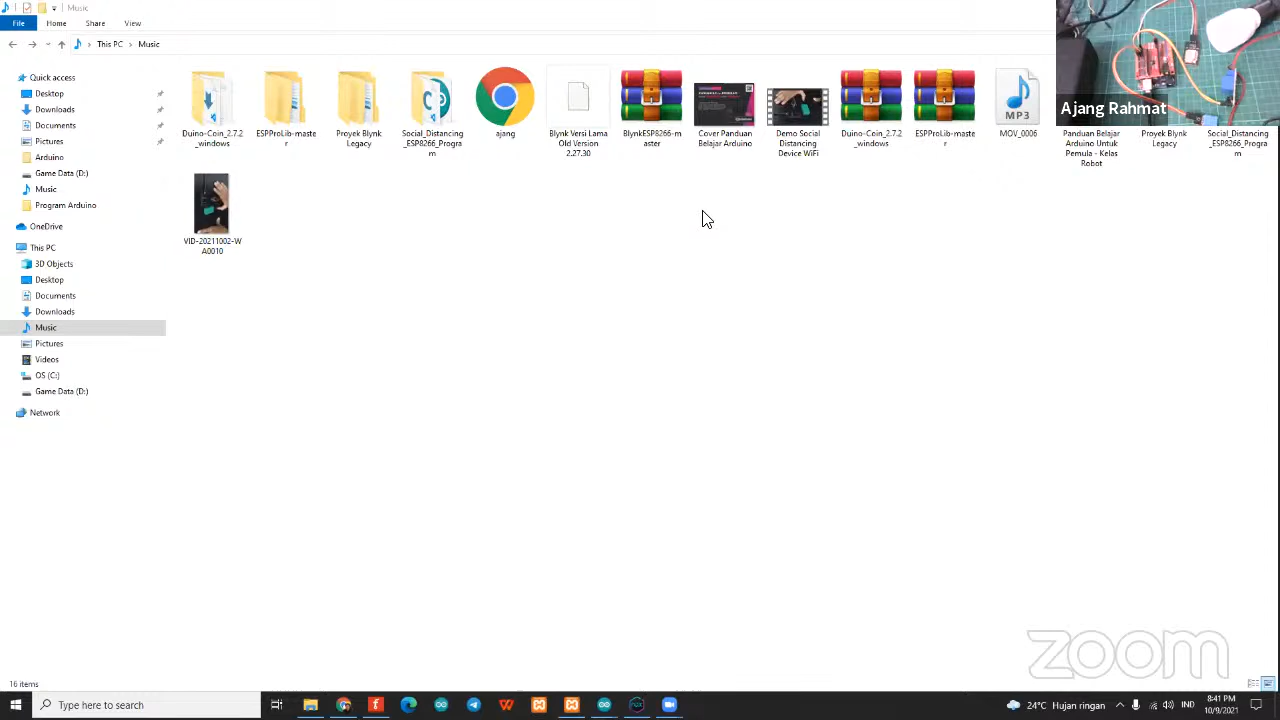 Music
File Home Share View
This PC Music
Quick access
Desktop
Downloads
Documents
Pictures
Arduino
Game Data (D:)
Music
Program Arduino
OneDrive
This PC
3D Objects
Desktop
Documents
Downloads
Music
Pictures
Videos
OS (C:)
Game Data (D:)
Network
Duino-Coin_2.7.2
_windows
ESPProLib-maste
r
Proyek Blynk
Legacy
Social_Distancing
_ESP8266_Progra
m
ajang
Blynk Versi Lama
Old Version
2.27.30
BlynkESP8266-m
aster
Cover Panduan
Belajar Arduino
Demo Social
Distancing
Device WiFi
Duino-Coin_2.7.2
_windows
ESPProLib-maste
r
MP3
MOV_0006
Panduan Belajar
Arduino Untuk
Pemula - Kelas
Robot
Proyek Blynk
Legacy
Social_Distancing
_ESP8266_Progra
m
VID-20211002-W
A0010
Ajang Rahmat
zoom
16 items
Type here to search
24°C Hujan ringan
IND
8:41 PM
10/9/2021